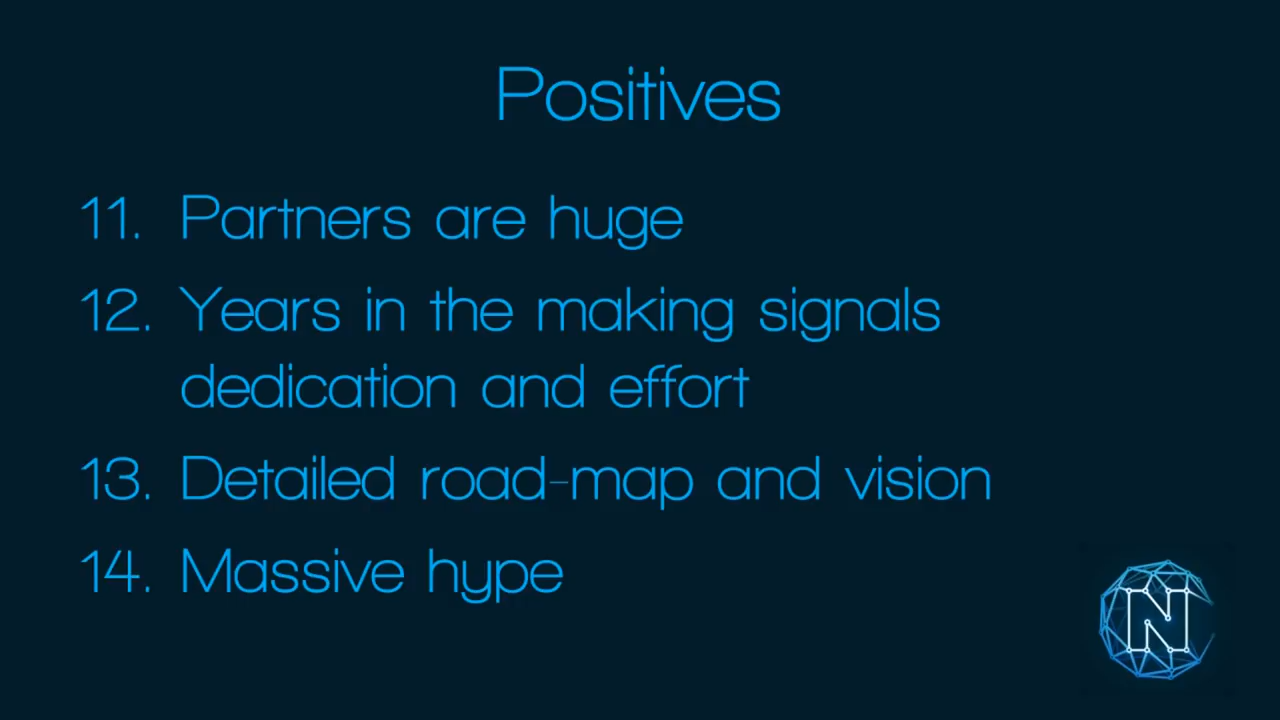 Positives
11. Partners are huge
12. Years in the making signals
dedication and effort
13. Detailed road-map and vision
14. Massive hype
N